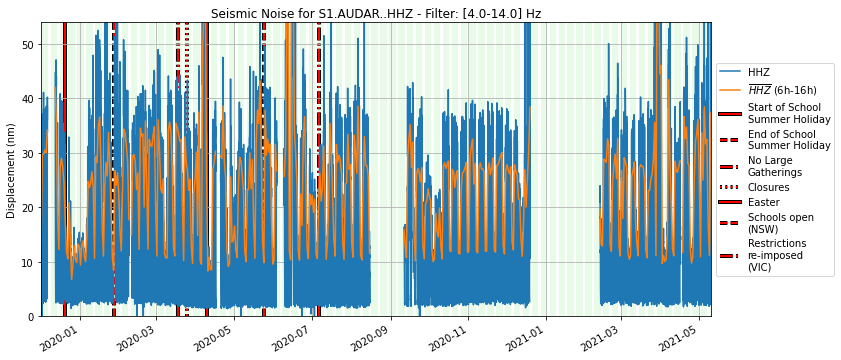 Seismic Noise for S1.AUDAR..HHZ - Filter: [4.0-14.0] Hz
Displacement (nm)
50
40
30
20
10
0
2020-01
2020-03
2020-05
2020-07
2020-09
2020-11
2021-01
2021-03
2021-05
HHZ
HHZ (6h-16h)
Start of School
Summer Holiday
End of School
Summer Holiday
No Large
Gatherings
Closures
Easter
Schools open
(NSW)
Restrictions
re-imposed
(VIC)